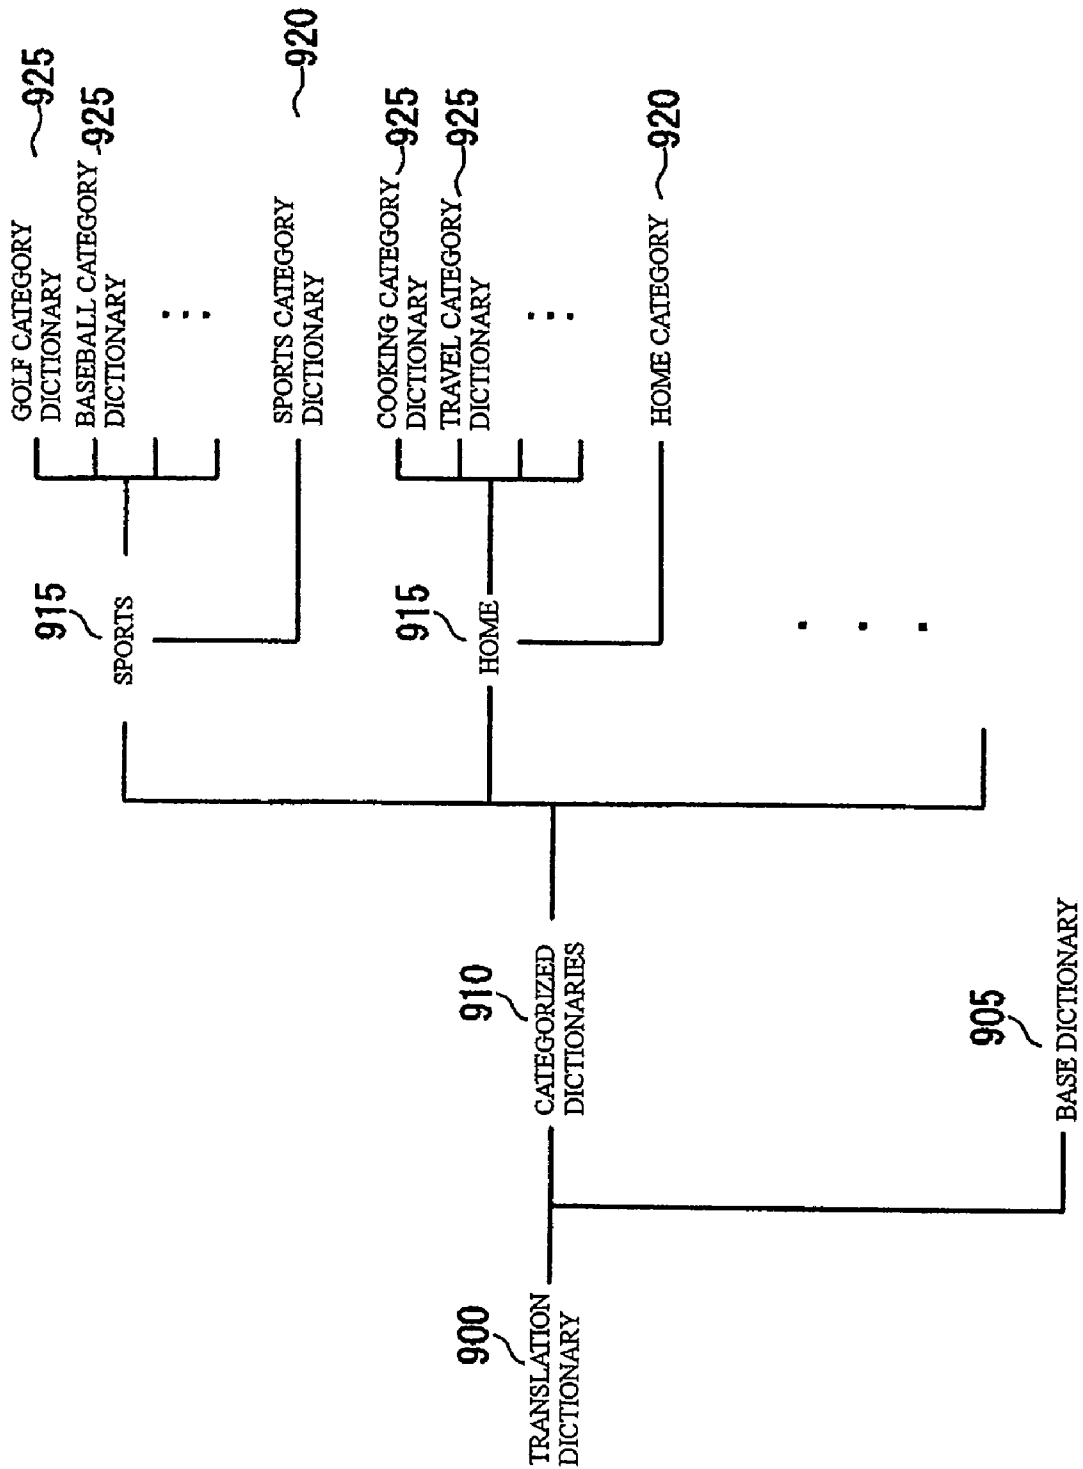 TRANSLATION
DICTIONARY
900
CATEGORIZED
DICTIONARIES
910
BASE DICTIONARY
905
SPORTS
915
GOLF CATEGORY
DICTIONARY
925
BASEBALL CATEGORY
DICTIONARY
925
SPORTS CATEGORY
DICTIONARY
920
HOME
915
COOKING CATEGORY
DICTIONARY
925
TRAVEL CATEGORY
DICTIONARY
925
HOME CATEGORY
920